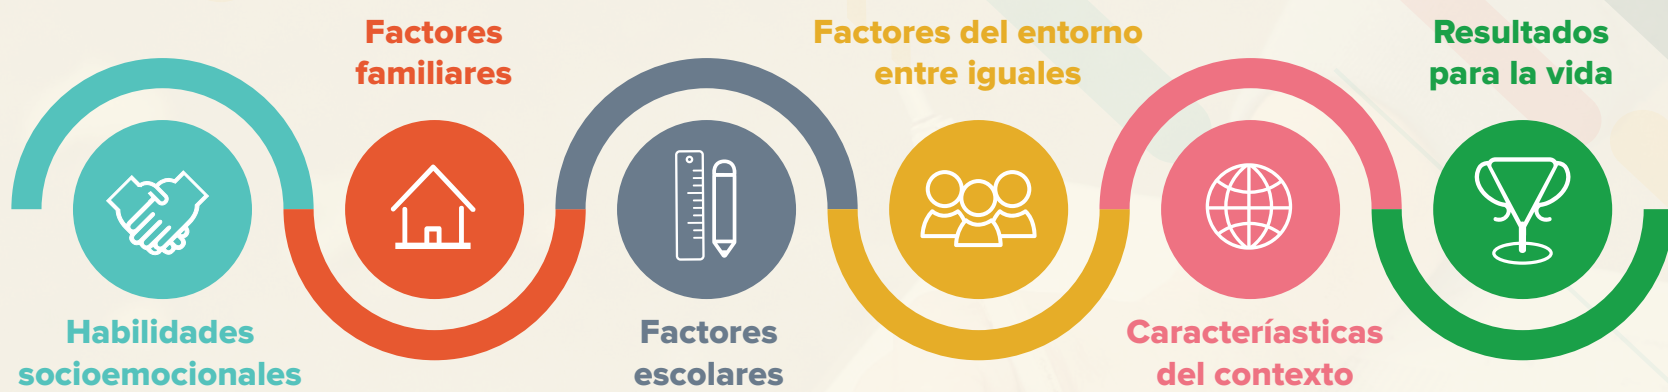 Habilidades
socioemocionales
Factores
familiares
Factores
escolares
Factores del entorno
entre iguales
Caracteríasticas
del contexto
Resultados
para la vida